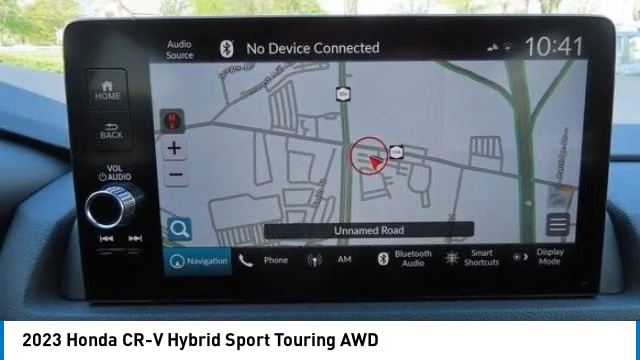 Audio
Source
No Device Connected
10:41
HOME
BACK
VOL
AUDIO
N
+
−
206
Unnamed Road
Navigation
Phone
AM
Bluetooth
Audio
Smart
Shortcuts
Display
Mode
2023 Honda CR-V Hybrid Sport Touring AWD